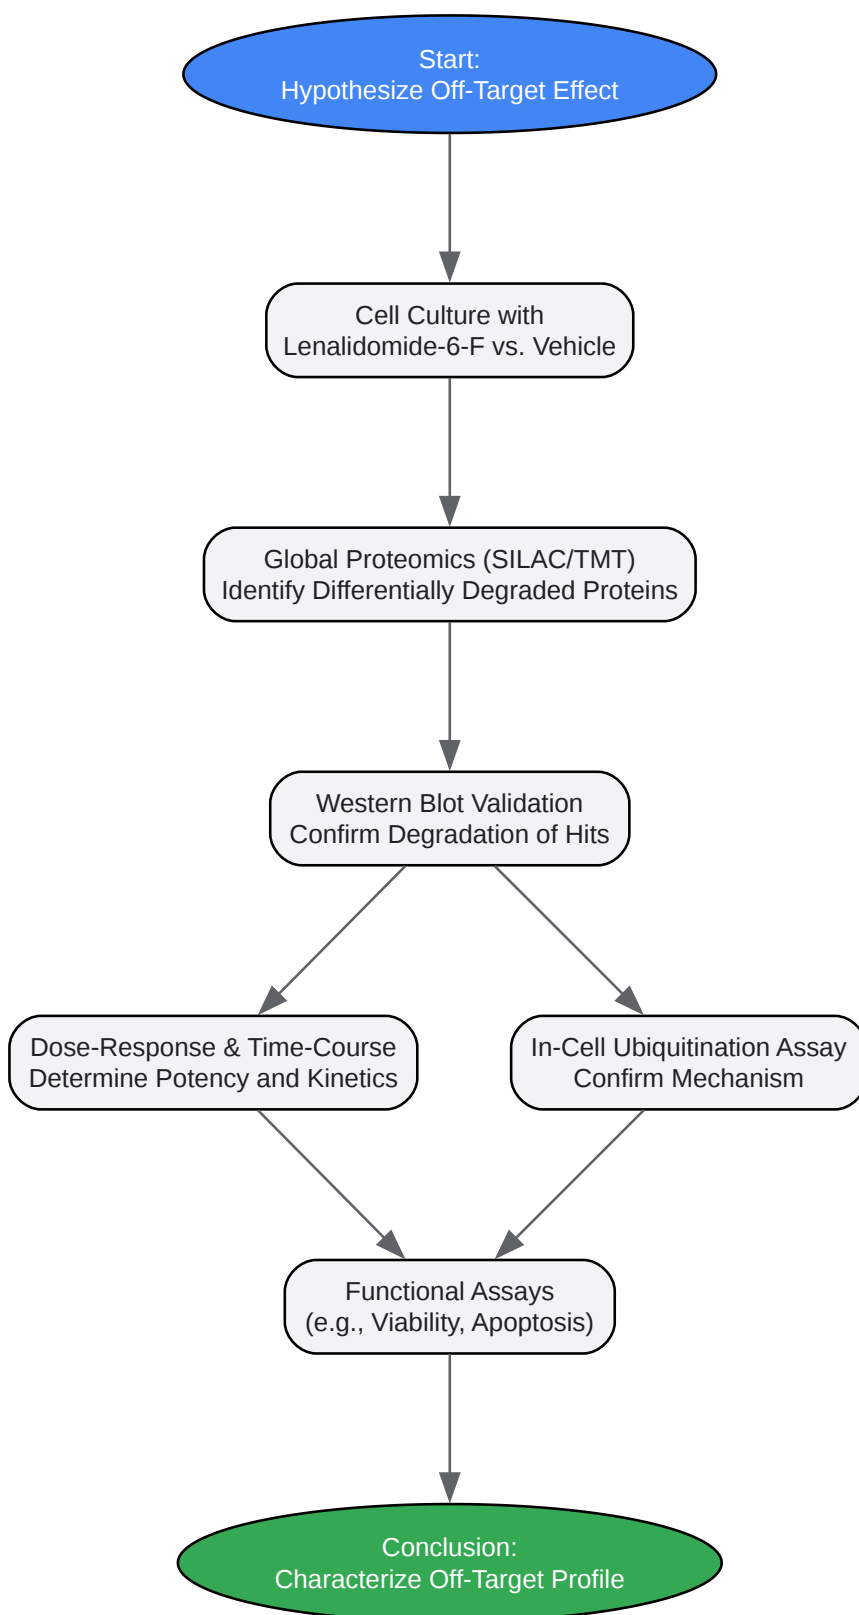 Start:
Hypothesize Off-Target Effect
Cell Culture with
Lenalidomide-6-F vs. Vehicle
Global Proteomics (SILAC/TMT)
Identify Differentially Degraded Proteins
Western Blot Validation
Confirm Degradation of Hits
Dose-Response & Time-Course
Determine Potency and Kinetics
In-Cell Ubiquitination Assay
Confirm Mechanism
Functional Assays
(e.g., Viability, Apoptosis)
Conclusion:
Characterize Off-Target Profile